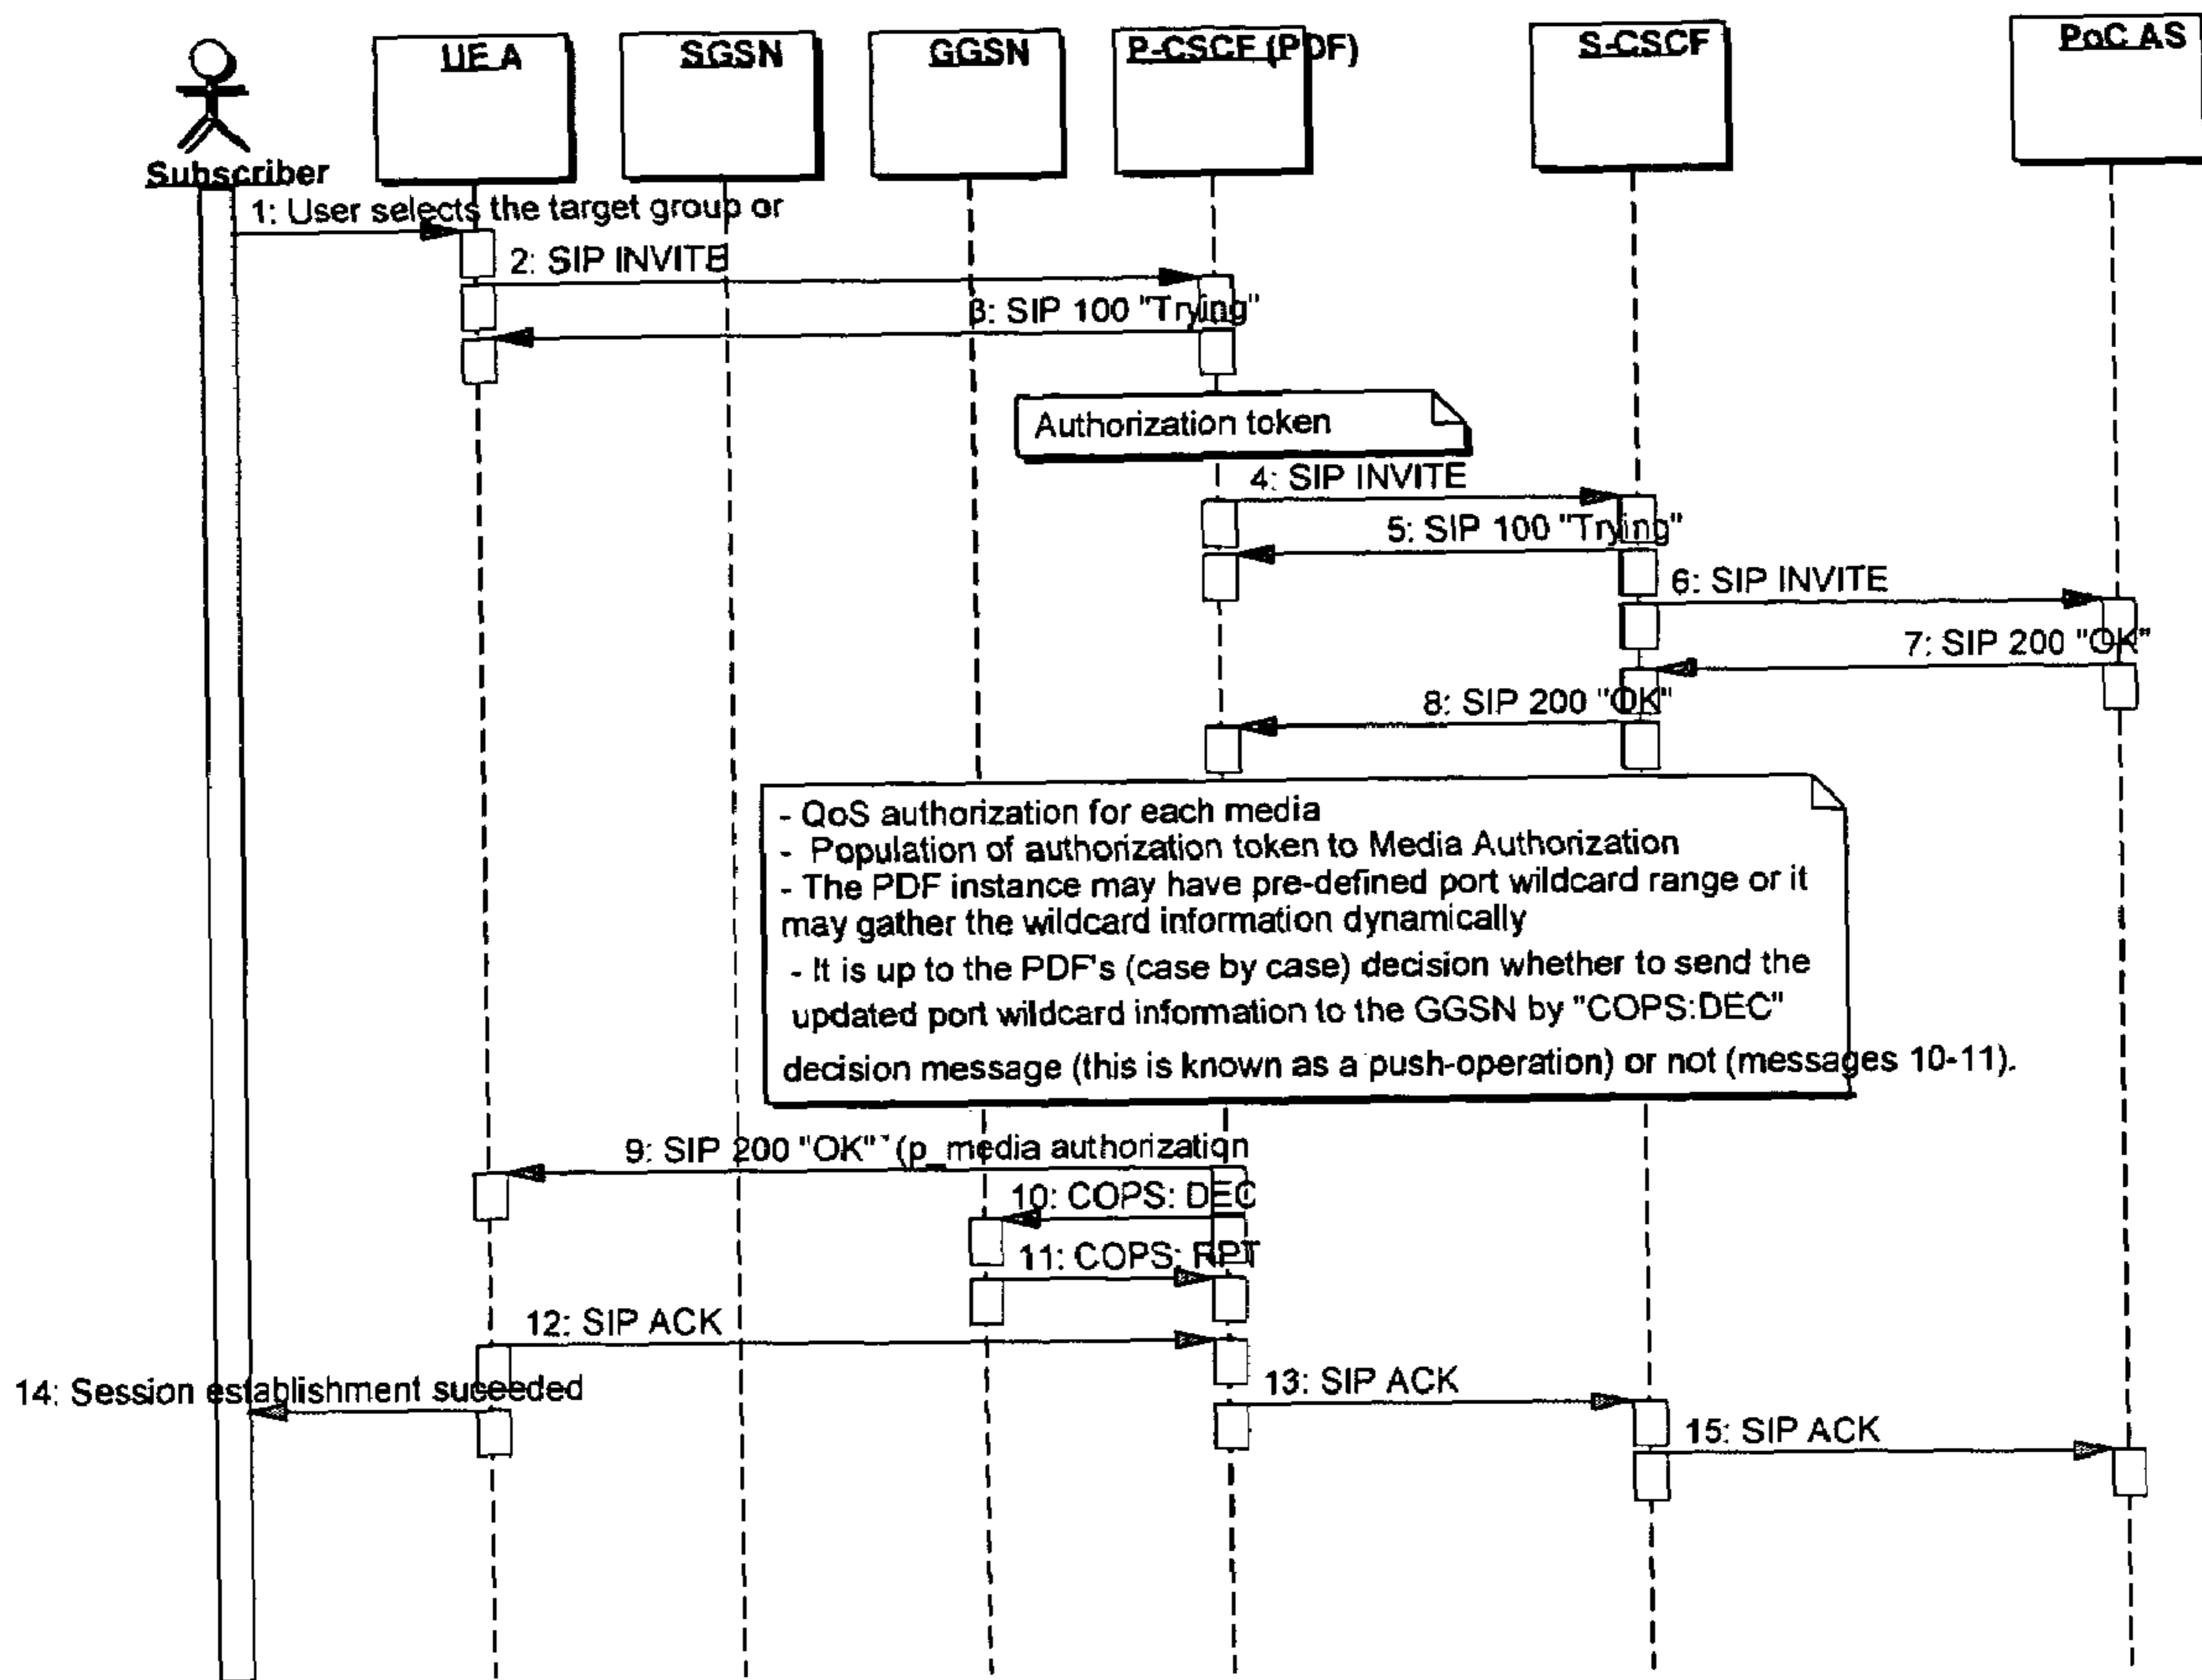 UE A
SGSN
GGSN
P-CSCF (PDF)
S-CSCF
PoC AS
Subscriber
1: User selects the target group or
2: SIP INVITE
3: SIP 100 "Trying"
Authorization token
4: SIP INVITE
5: SIP 100 "Trying"
6: SIP INVITE
7: SIP 200 "OK"
8: SIP 200 "OK"
- QoS authorization for each media
- Population of authorization token to Media Authorization
- The PDF instance may have pre-defined port wildcard range or it
may gather the wildcard information dynamically
- It is up to the PDF's (case by case) decision whether to send the
updated port wildcard information to the GGSN by "COPS:DEC"
decision message (this is known as a push-operation) or not (messages 10-11).
9: SIP 200 "OK" (p_media authorization
10: COPS: DEC
11: COPS: RPT
12: SIP ACK
14: Session establishment suceeded
13: SIP ACK
15: SIP ACK